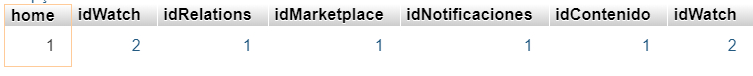 home idWatch idRelations idMarketplace idNotificaciones idContenido idWatch
1 2 1 1 1 1 2